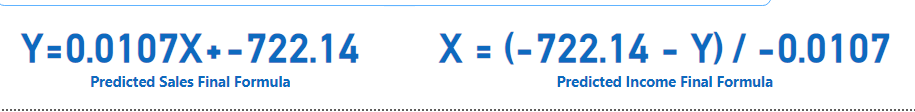 Y=0.0107X+-722.14
Predicted Sales Final Formula
X = (-722.14 - Y) / -0.0107
Predicted Income Final Formula